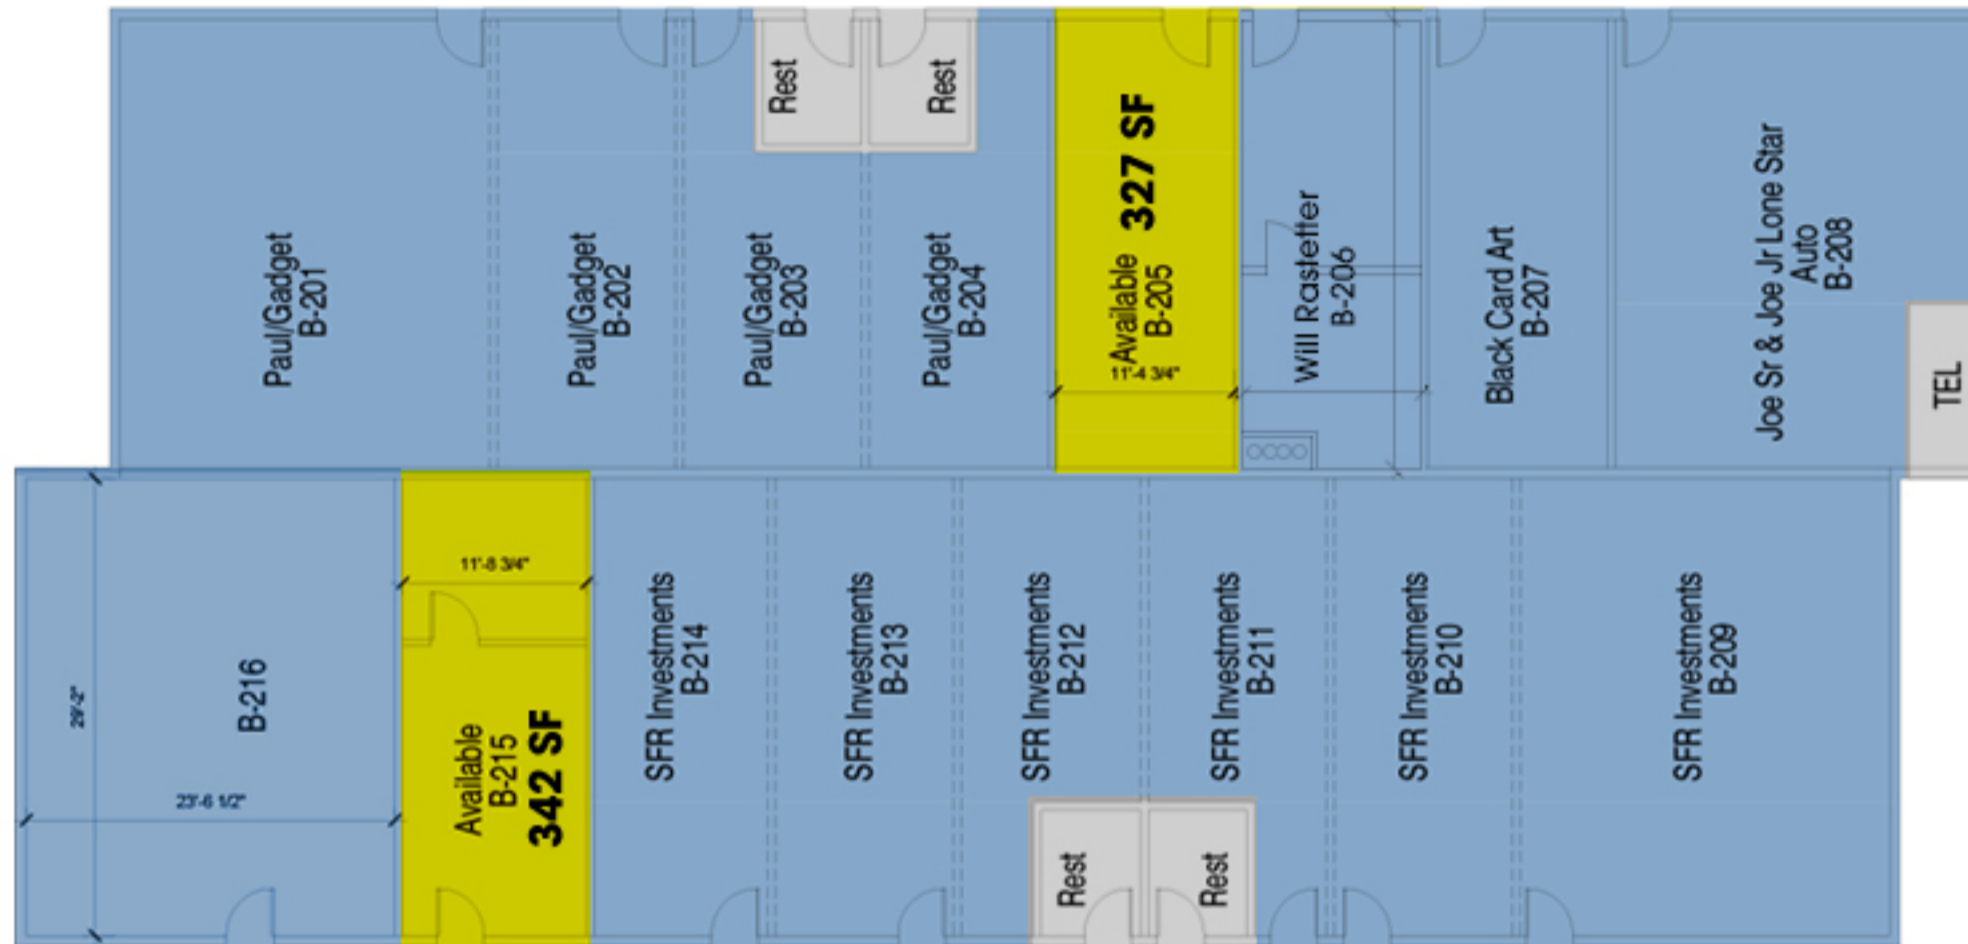 Rest
Rest
Paul/Gadget
B-201
Paul/Gadget
B-202
Paul/Gadget
B-203
Paul/Gadget
B-204
Available
B-205
327 SF
11'-4 3/4"
Will Rastetter
B-206
Black Card Art
B-207
Joe Sr & Joe Jr Lone Star
Auto
B-208
TEL
29'-2"
23'-6 1/2"
B-216
11'-8 3/4"
Available
B-215
342 SF
SFR Investments
B-214
SFR Investments
B-213
SFR Investments
B-212
SFR Investments
B-211
SFR Investments
B-210
SFR Investments
B-209
Rest
Rest